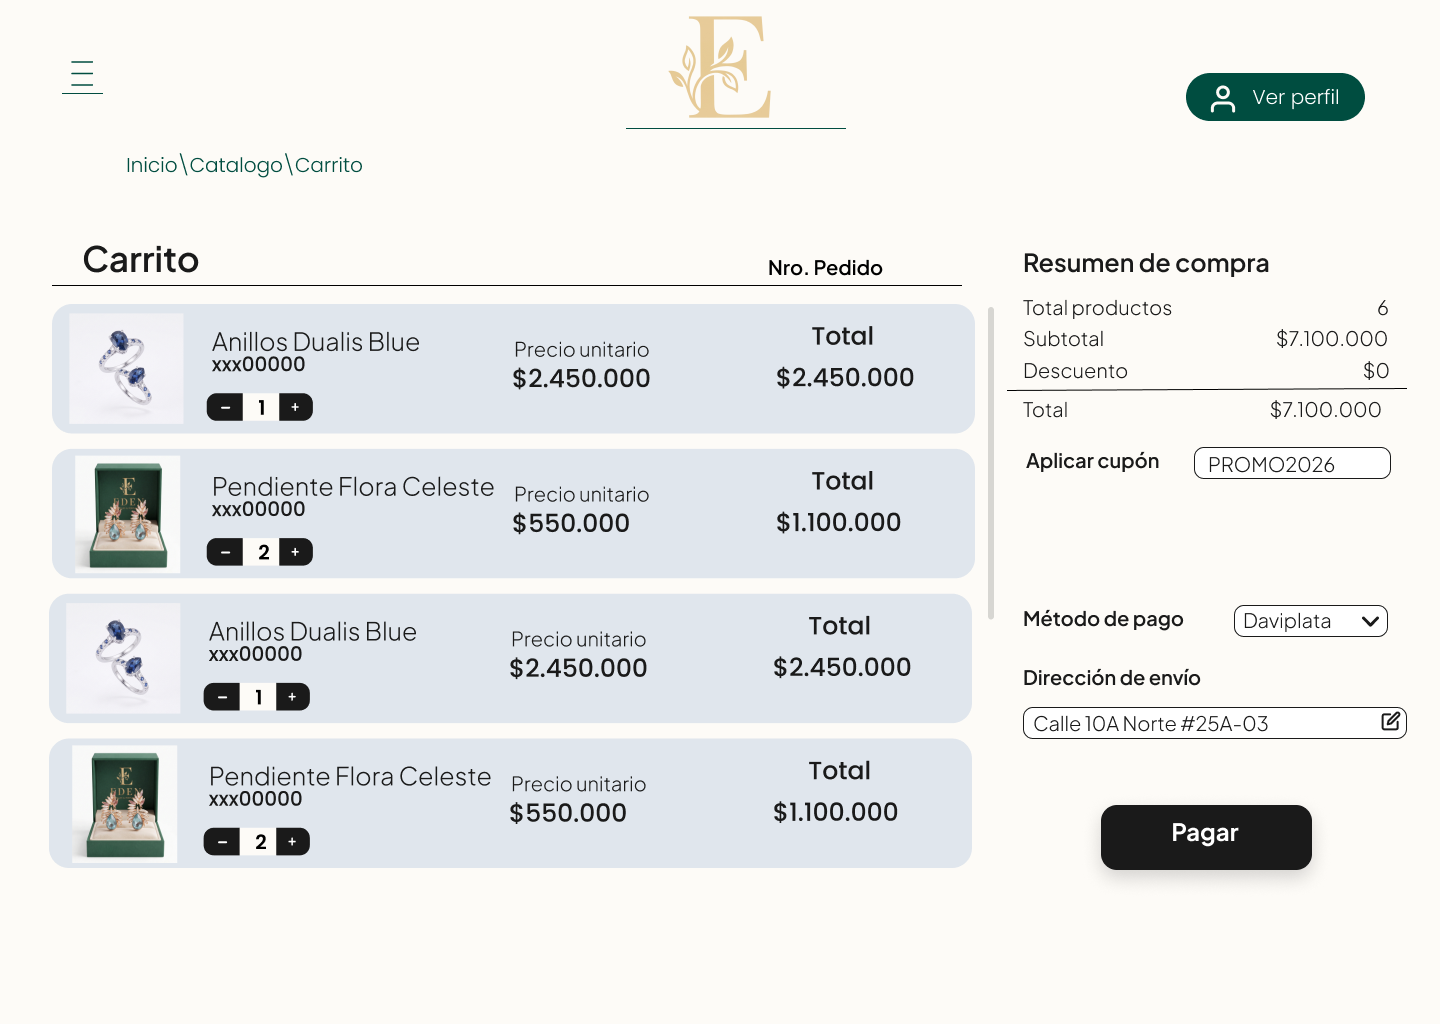 E
Ver perfil
Inicio\Catalogo\Carrito
Carrito
Nro. Pedido
Anillos Dualis Blue
xxx00000
− 1 +
Precio unitario
$2.450.000
Total
$2.450.000
EDEN
Pendiente Flora Celeste
xxx00000
− 2 +
Precio unitario
$550.000
Total
$1.100.000
Anillos Dualis Blue
xxx00000
− 1 +
Precio unitario
$2.450.000
Total
$2.450.000
EDEN
Pendiente Flora Celeste
xxx00000
− 2 +
Precio unitario
$550.000
Total
$1.100.000
Resumen de compra
Total productos 6
Subtotal $7.100.000
Descuento $0
Total $7.100.000
Aplicar cupón PROMO2026
Método de pago Daviplata
Dirección de envío
Calle 10A Norte #25A-03
Pagar